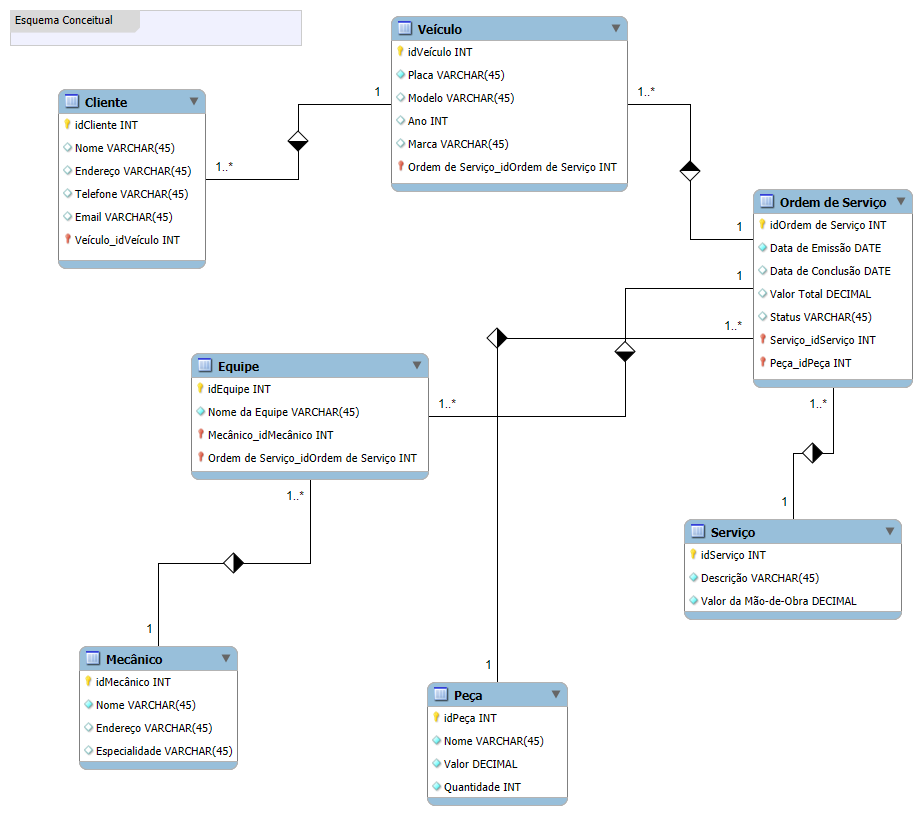 Esquema Conceitual
Veículo
idVeículo INT
Placa VARCHAR(45)
Modelo VARCHAR(45)
Ano INT
Marca VARCHAR(45)
Ordem de Serviço_idOrdem de Serviço INT
1
1..*
Cliente
idCliente INT
Nome VARCHAR(45)
Endereço VARCHAR(45)
Telefone VARCHAR(45)
Email VARCHAR(45)
Veículo_idVeículo INT
1..*
1
Ordem de Serviço
idOrdem de Serviço INT
Data de Emissão DATE
Data de Conclusão DATE
Valor Total DECIMAL
Status VARCHAR(45)
Serviço_idServiço INT
Peça_idPeça INT
1
1..*
1..*
Equipe
idEquipe INT
Nome da Equipe VARCHAR(45)
Mecânico_idMecânico INT
Ordem de Serviço_idOrdem de Serviço INT
1..*
1..*
1
Serviço
idServiço INT
Descrição VARCHAR(45)
Valor da Mão-de-Obra DECIMAL
1
Mecânico
idMecânico INT
Nome VARCHAR(45)
Endereço VARCHAR(45)
Especialidade VARCHAR(45)
1
Peça
idPeça INT
Nome VARCHAR(45)
Valor DECIMAL
Quantidade INT